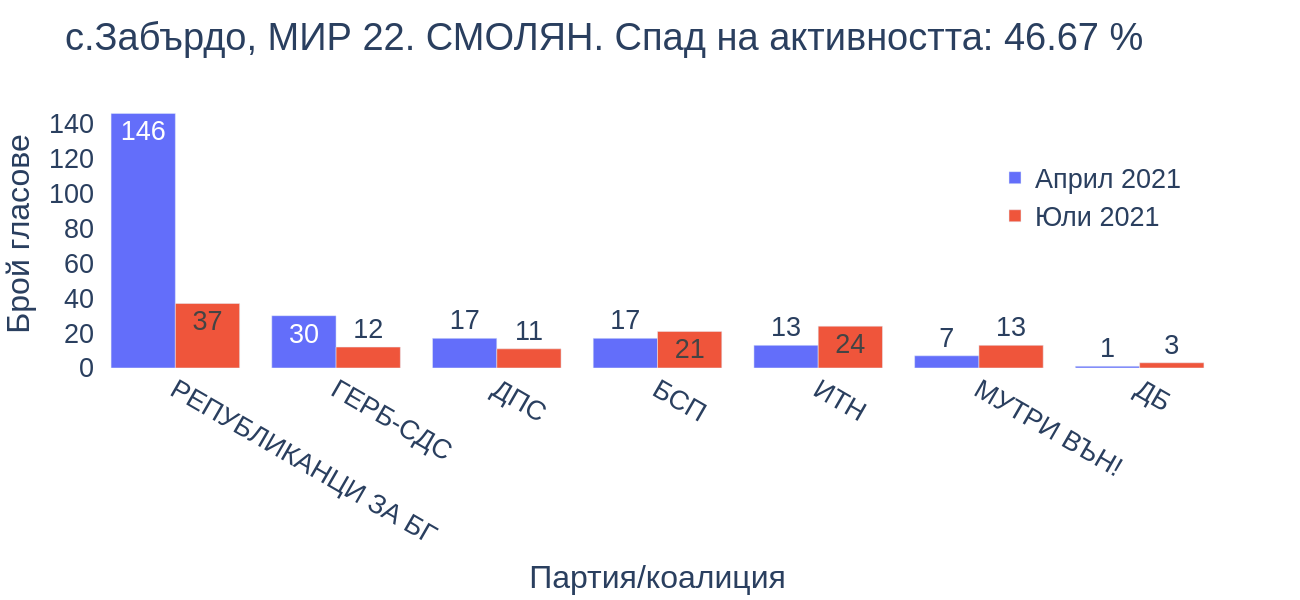 с.Забърдо, МИР 22. СМОЛЯН. Спад на активността: 46.67 %
Брой гласове
140
120
100
80
60
40
20
0
146
37
30
12
17
11
17
21
13
24
7
13
1
3
Април 2021
Юли 2021
РЕПУБЛИКАНЦИ ЗА БГ
ГЕРБ-СДС
ДПС
БСП
ИТН
МУТРИ ВЪН!
ДБ
Партия/коалиция